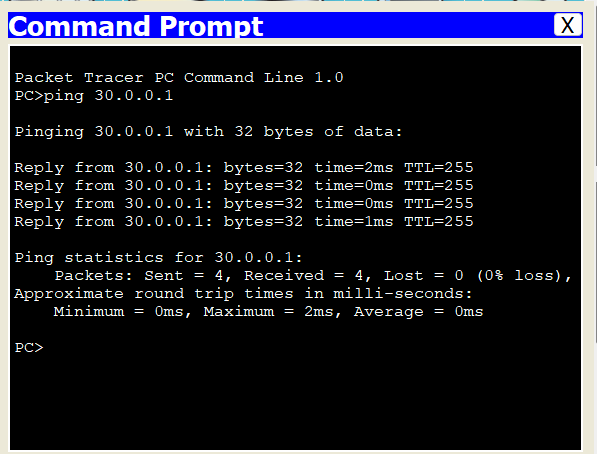 Command Prompt
X
Packet Tracer PC Command Line 1.0
PC>ping 30.0.0.1
Pinging 30.0.0.1 with 32 bytes of data:
Reply from 30.0.0.1: bytes=32 time=2ms TTL=255
Reply from 30.0.0.1: bytes=32 time=0ms TTL=255
Reply from 30.0.0.1: bytes=32 time=0ms TTL=255
Reply from 30.0.0.1: bytes=32 time=1ms TTL=255
Ping statistics for 30.0.0.1:
    Packets: Sent = 4, Received = 4, Lost = 0 (0% loss),
Approximate round trip times in milli-seconds:
    Minimum = 0ms, Maximum = 2ms, Average = 0ms
PC>